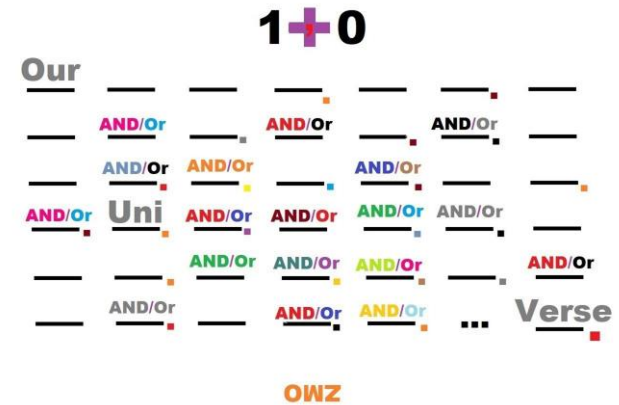 1+0
Our
AND/Or AND/Or AND/Or
AND/Or AND/Or AND/Or
AND/Or Uni AND/Or AND/Or AND/Or AND/Or
AND/Or AND/Or AND/Or AND/Or
AND/Or AND/Or AND/Or ... Verse
ZMO